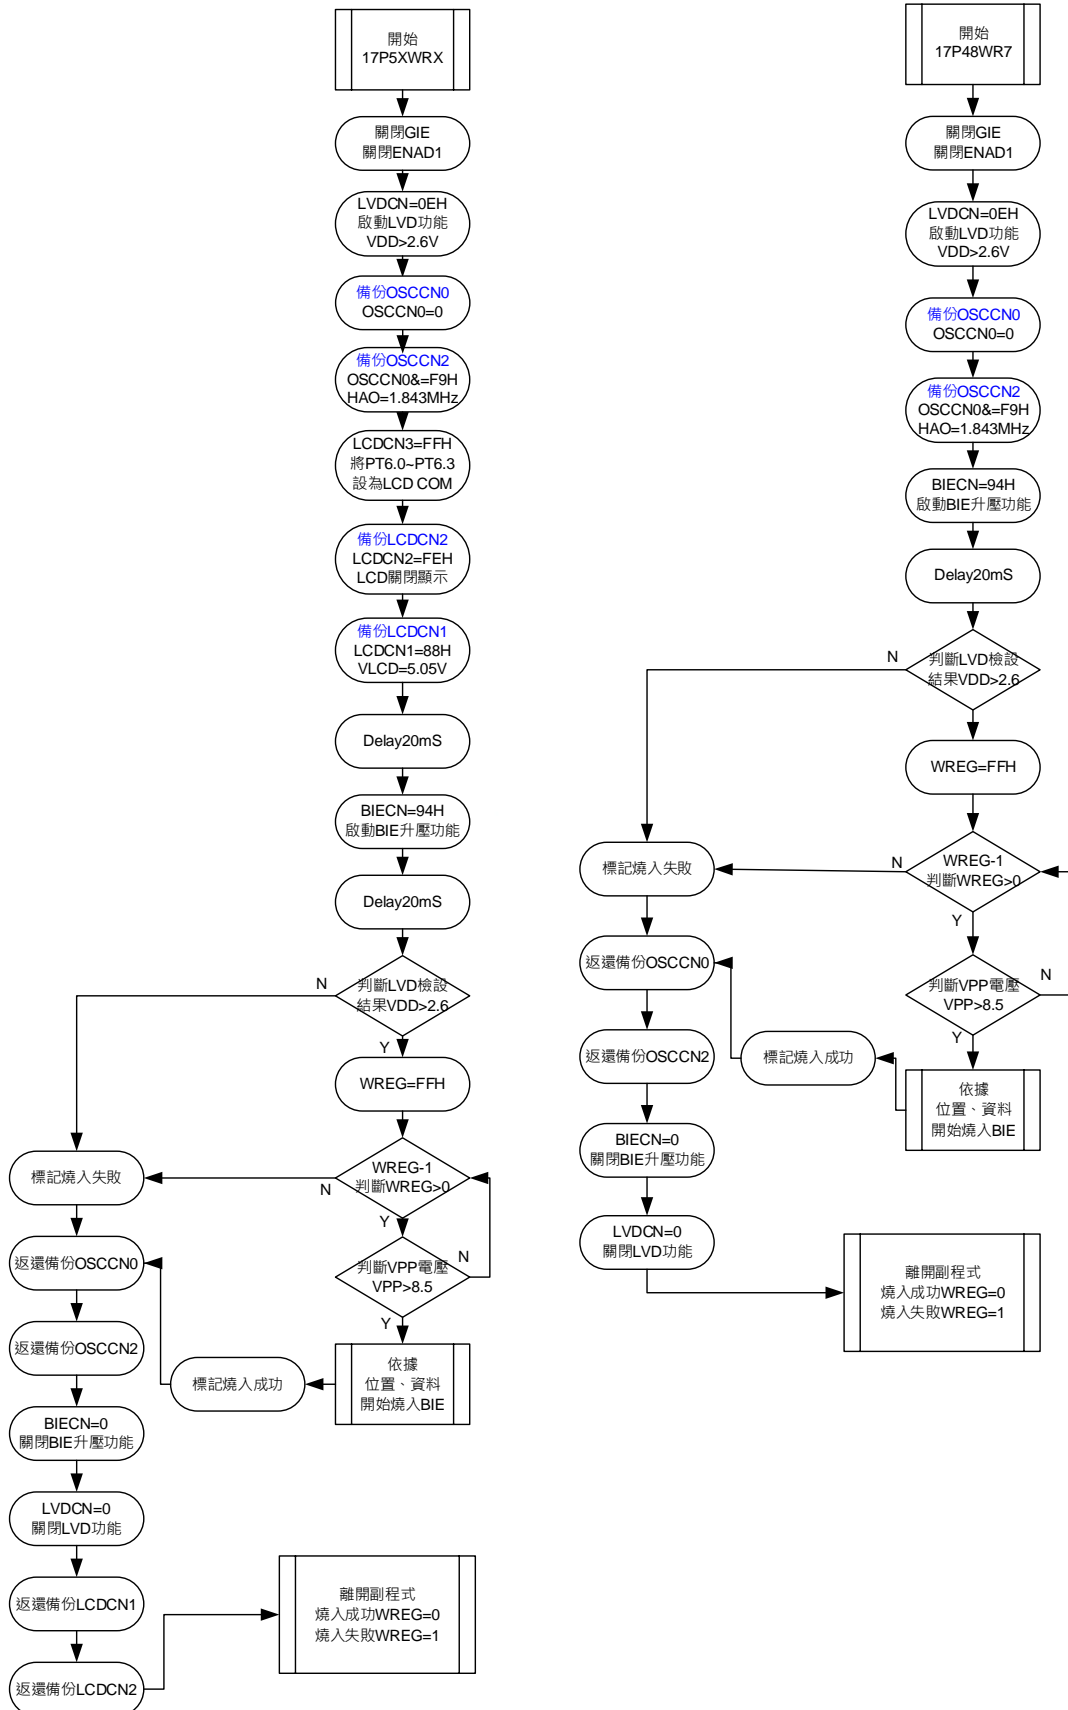 開始
17P5XWRX
關閉GIE
關閉ENAD1
LVDCN=0EH
啟動LVD功能
VDD>2.6V
備份OSCCN0
OSCCN0=0
備份OSCCN2
OSCCN0&=F9H
HAO=1.843MHz
LCDCN3=FFH
將PT6.0~PT6.3
設為LCD COM
備份LCDCN2
LCDCN2=FEH
LCD關閉顯示
備份LCDCN1
LCDCN1=88H
VLCD=5.05V
Delay20mS
BIECN=94H
啟動BIE升壓功能
Delay20mS
N
判斷LVD檢設
結果VDD>2.6
Y
WREG=FFH
標記燒入失敗
WREG-1
判斷WREG>0
N
Y
返還備份OSCCN0
判斷VPP電壓
VPP>8.5
N
Y
返還備份OSCCN2
標記燒入成功
依據
位置、資料
開始燒入BIE
BIECN=0
關閉BIE升壓功能
LVDCN=0
關閉LVD功能
返還備份LCDCN1
返還備份LCDCN2
離開副程式
燒入成功WREG=0
燒入失敗WREG=1
開始
17P48WR7
關閉GIE
關閉ENAD1
LVDCN=0EH
啟動LVD功能
VDD>2.6V
備份OSCCN0
OSCCN0=0
備份OSCCN2
OSCCN0&=F9H
HAO=1.843MHz
BIECN=94H
啟動BIE升壓功能
Delay20mS
N
判斷LVD檢設
結果VDD>2.6
WREG=FFH
標記燒入失敗
N
WREG-1
判斷WREG>0
Y
返還備份OSCCN0
判斷VPP電壓
VPP>8.5
N
Y
返還備份OSCCN2
標記燒入成功
依據
位置、資料
開始燒入BIE
BIECN=0
關閉BIE升壓功能
LVDCN=0
關閉LVD功能
離開副程式
燒入成功WREG=0
燒入失敗WREG=1